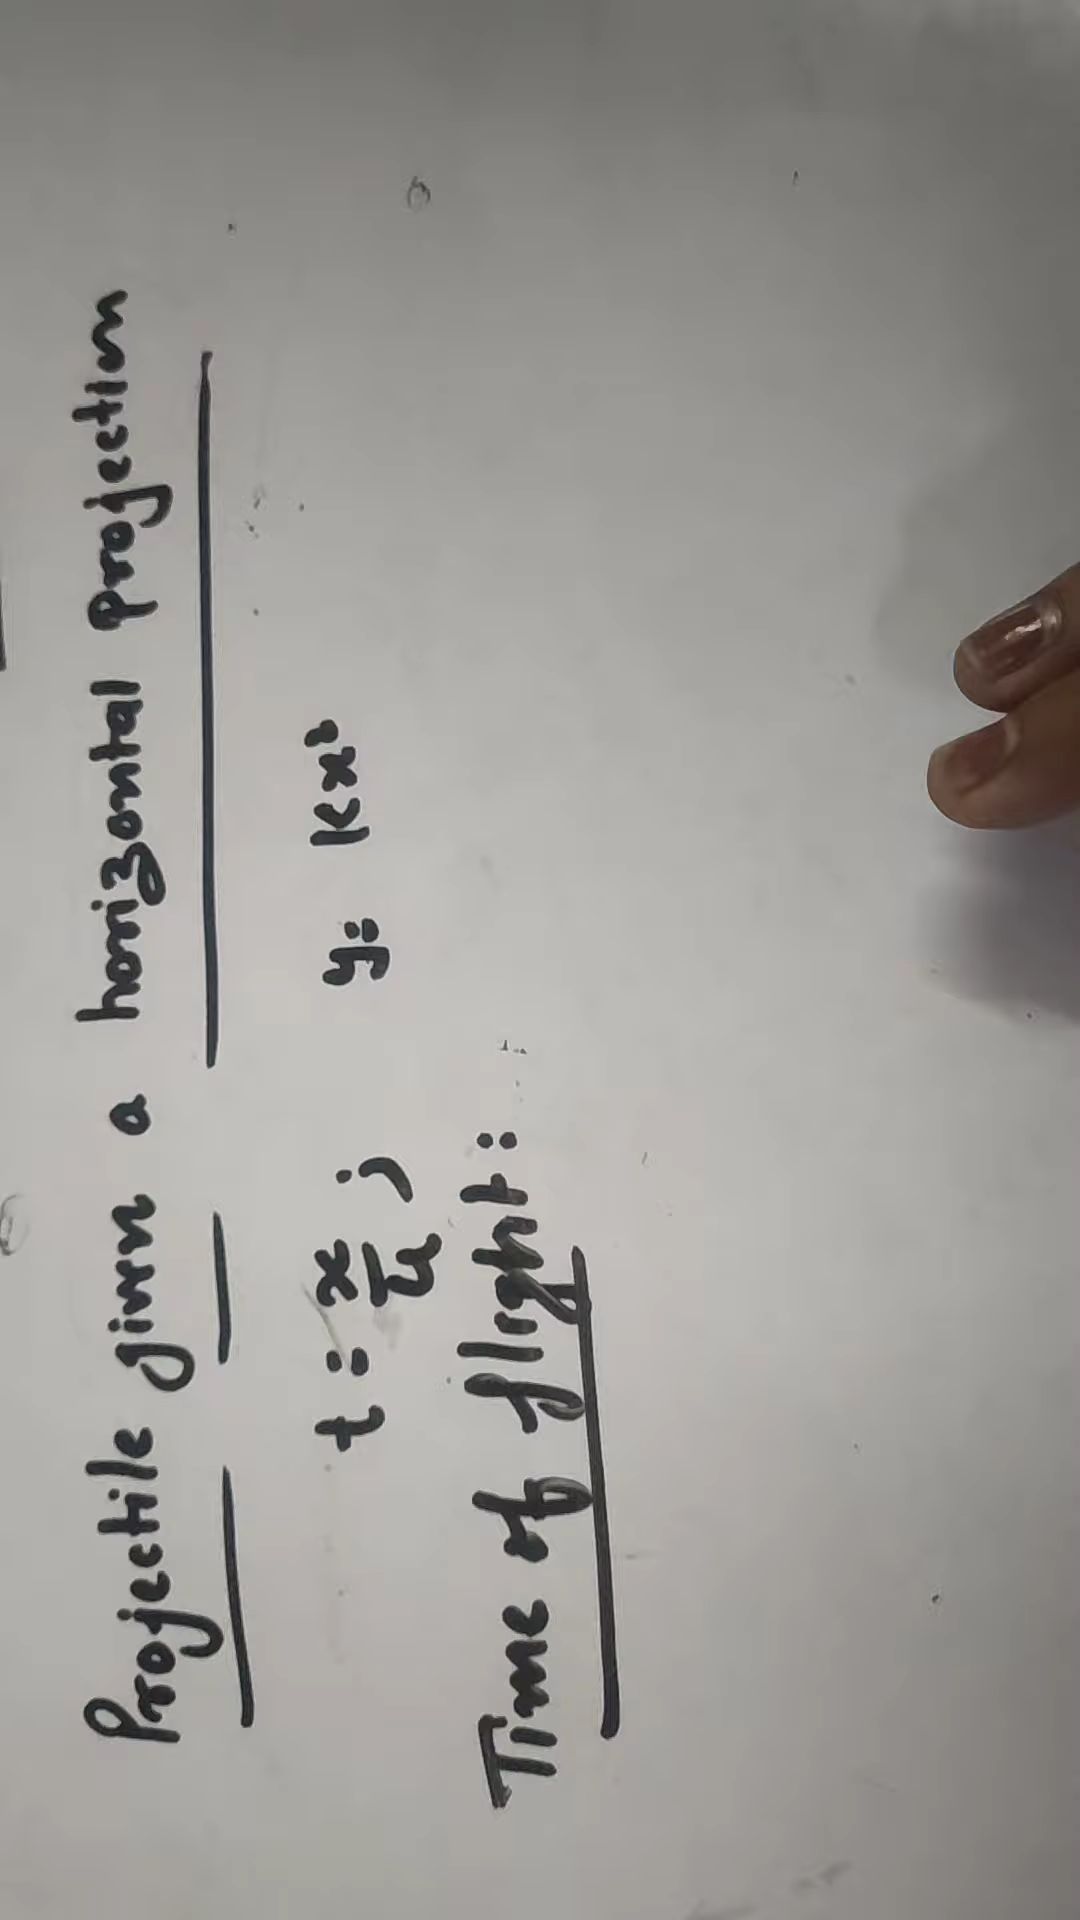 Projectile given a horizontal projection
t = x/u ; y = kx²
Time of flight :